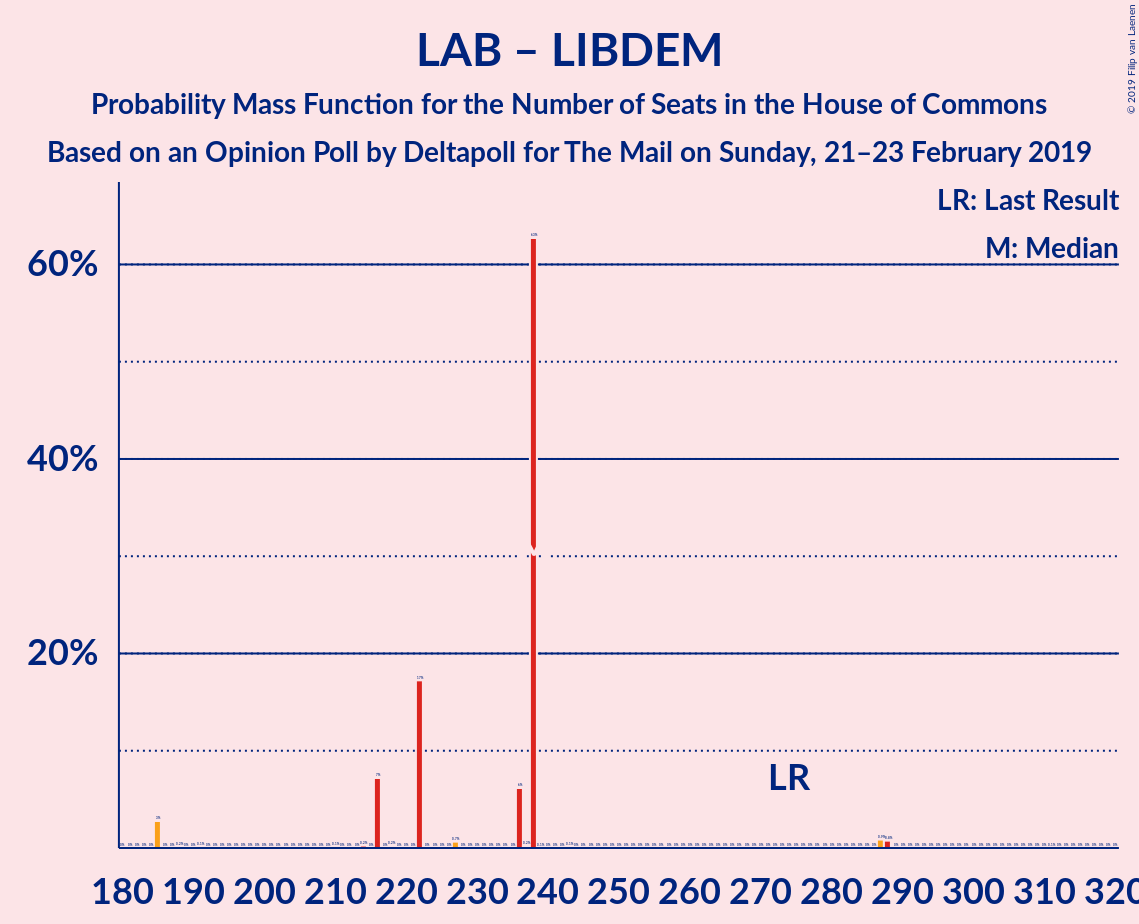 LAB – LIBDEM
Probability Mass Function for the Number of Seats in the House of Commons
Based on an Opinion Poll by Deltapoll for The Mail on Sunday, 21–23 February 2019
© 2019 Filip van Laenen
LR: Last Result
M: Median
60%
40%
20%
LR
180 190 200 210 220 230 240 250 260 270 280 290 300 310 320